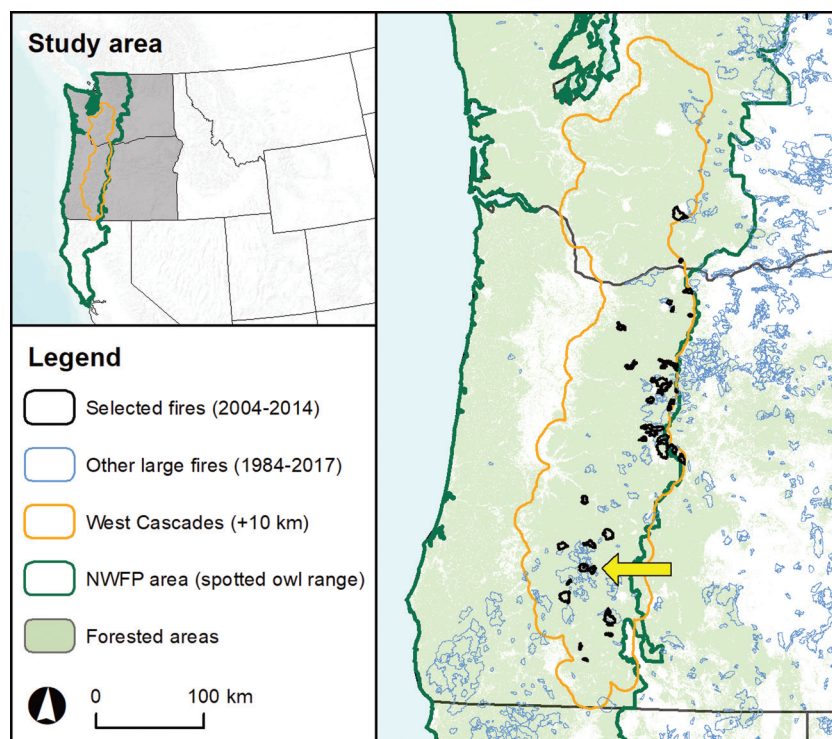 Study area
Legend
Selected fires (2004-2014)
Other large fires (1984-2017)
West Cascades (+10 km)
NWFP area (spotted owl range)
Forested areas
0 100 km